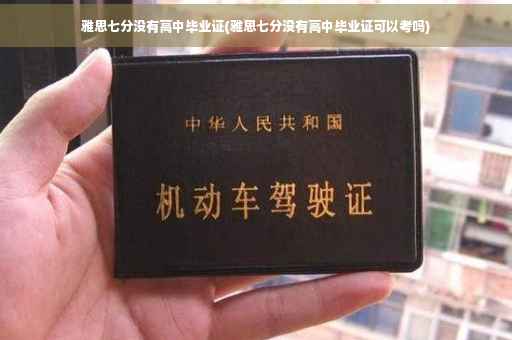 雅思七分没有高中毕业证(雅思七分没有高中毕业证可以考吗)
中华人民共和国
机动车驾驶证